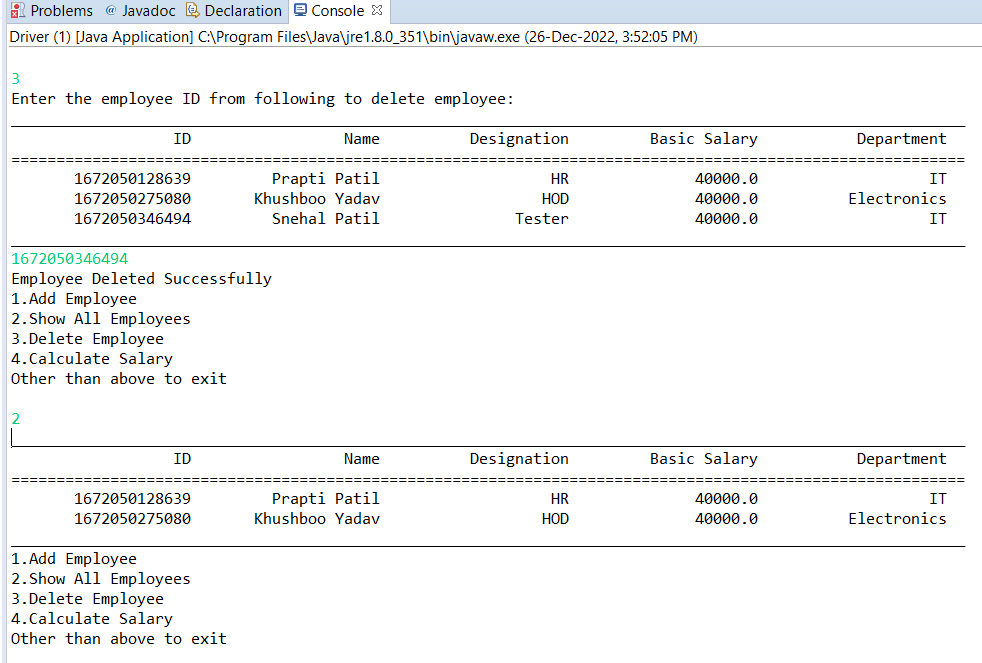 Problems @ Javadoc Declaration Console
Driver (1) [Java Application] C:\Program Files\Java\jre1.8.0_351\bin\javaw.exe (26-Dec-2022, 3:52:05 PM)
3
Enter the employee ID from following to delete employee:
ID Name Designation Basic Salary Department
==========================================================================================================
1672050128639 Prapti Patil HR 40000.0 IT
1672050275080 Khushboo Yadav HOD 40000.0 Electronics
1672050346494 Snehal Patil Tester 40000.0 IT
1672050346494
Employee Deleted Successfully
1.Add Employee
2.Show All Employees
3.Delete Employee
4.Calculate Salary
Other than above to exit
2
ID Name Designation Basic Salary Department
==========================================================================================================
1672050128639 Prapti Patil HR 40000.0 IT
1672050275080 Khushboo Yadav HOD 40000.0 Electronics
1.Add Employee
2.Show All Employees
3.Delete Employee
4.Calculate Salary
Other than above to exit